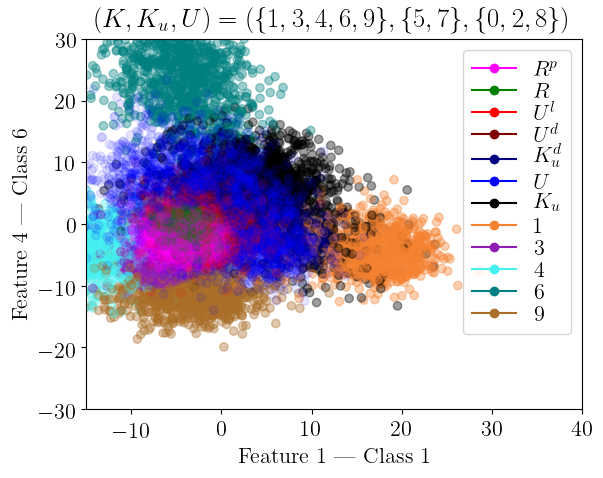 (K, K_u, U) = ({1, 3, 4, 6, 9}, {5, 7}, {0, 2, 8})
30
20
10
0
−10
−20
−30
−10
0
10
20
30
40
Feature 4 — Class 6
Feature 1 — Class 1
R^p
R
U^l
U^d
K_u^d
U
K_u
1
3
4
6
9